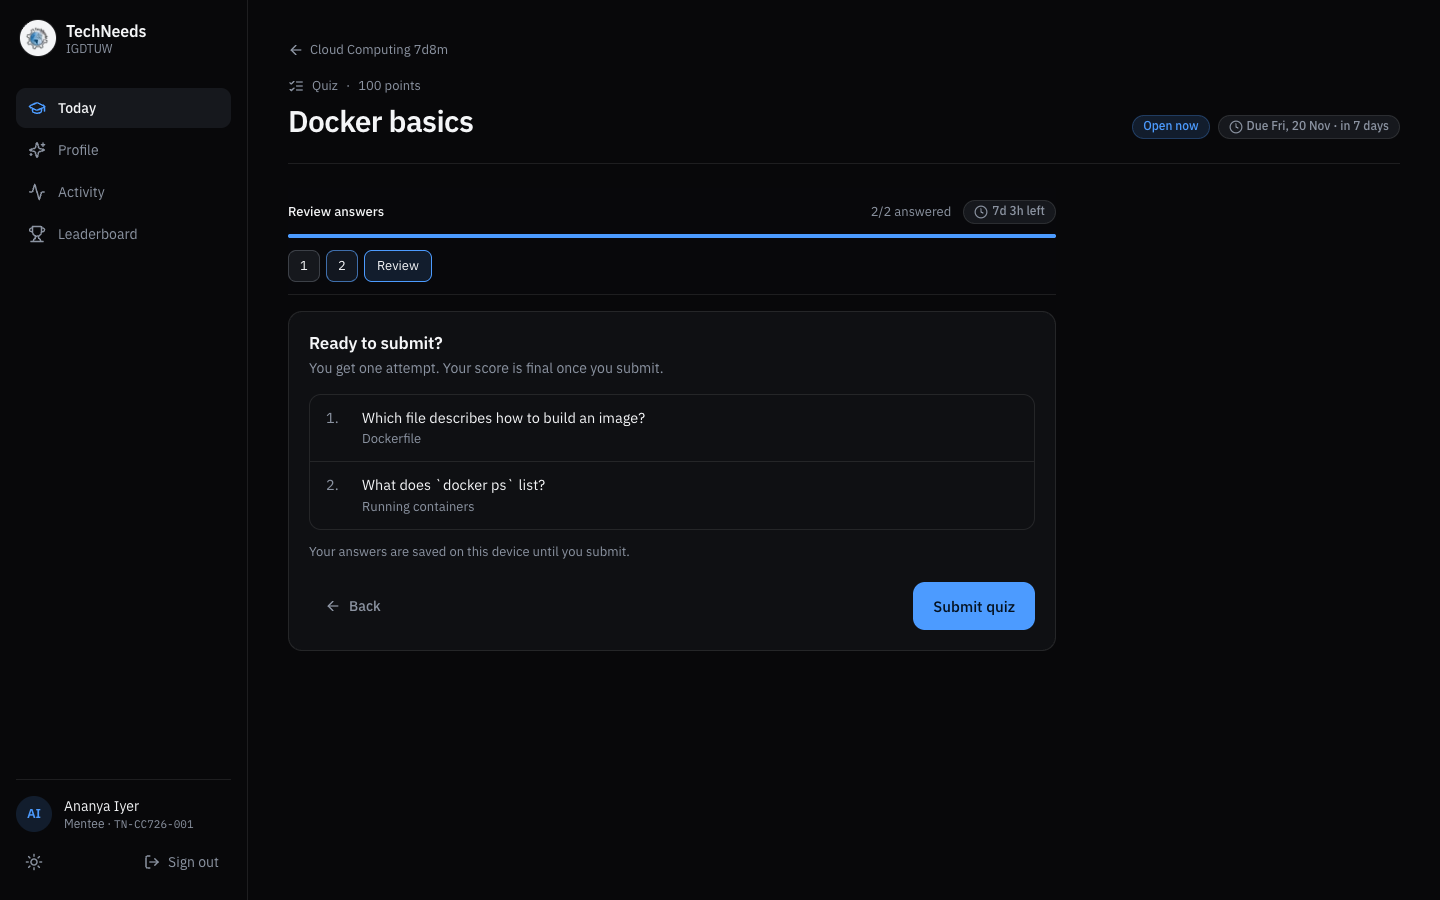 TechNeeds
IGDTUW
Today
Profile
Activity
Leaderboard
AI
Ananya Iyer
Mentee · TN-CC726-001
Sign out
Cloud Computing 7d8m
Quiz · 100 points
Docker basics
Open now
Due Fri, 20 Nov · in 7 days
Review answers
2/2 answered
7d 3h left
1
2
Review
Ready to submit?
You get one attempt. Your score is final once you submit.
1. Which file describes how to build an image?
Dockerfile
2. What does `docker ps` list?
Running containers
Your answers are saved on this device until you submit.
Back
Submit quiz